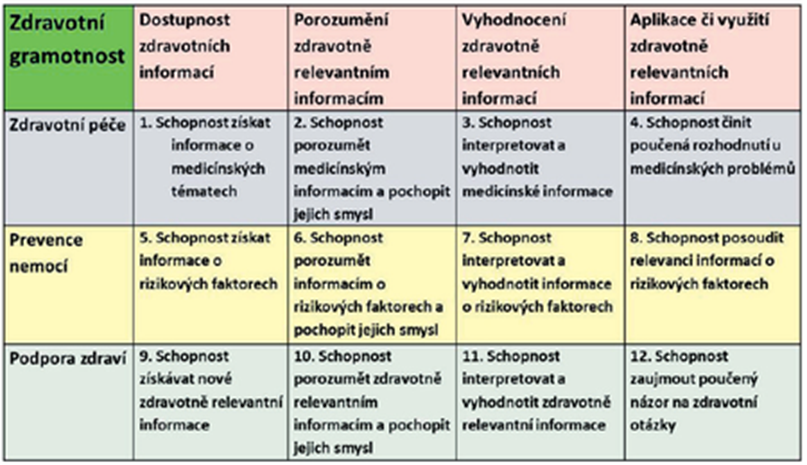 Zdravotní
gramotnost
Dostupnost
zdravotních
informací
Porozumění
zdravotně
relevantním
informacím
Vyhodnocení
zdravotně
relevantních
informací
Aplikace či využití
zdravotně
relevantních
informací
Zdravotní péče
1. Schopnost získat
informace o
medicínských
tématech
2. Schopnost
porozumět
medicínským
informacím a pochopit
jejich smysl
3. Schopnost
interpretovat a
vyhodnotit
medicínské informace
4. Schopnost činit
poučená rozhodnutí u
medicínských problémů
Prevence
nemocí
5. Schopnost získat
informace o
rizikových faktorech
6. Schopnost
porozumět
informacím o
rizikových faktorech a
pochopit jejich smysl
7. Schopnost
interpretovat a
vyhodnotit informace
o rizikových faktorech
8. Schopnost posoudit
relevanci informací o
rizikových faktorech
Podpora zdraví
9. Schopnost
získávat nové
zdravotně relevantní
informace
10. Schopnost
porozumět zdravotně
relevantním
informacím a pochopit
jejich smysl
11. Schopnost
interpretovat a
vyhodnotit zdravotně
relevantní informace
12. Schopnost
zaujmout poučený
názor na zdravotní
otázky